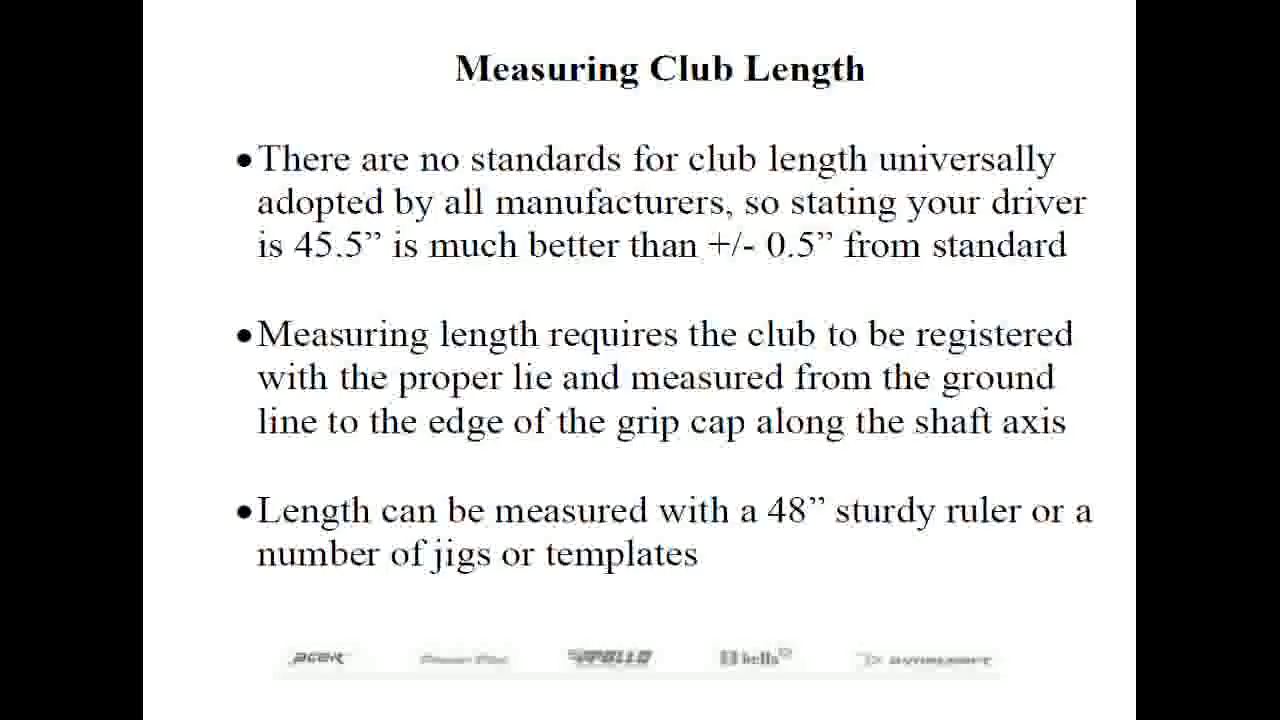 Measuring Club Length
•There are no standards for club length universally
adopted by all manufacturers, so stating your driver
is 45.5” is much better than +/- 0.5” from standard
•Measuring length requires the club to be registered
with the proper lie and measured from the ground
line to the edge of the grip cap along the shaft axis
•Length can be measured with a 48” sturdy ruler or a
number of jigs or templates
ACER APOLLO